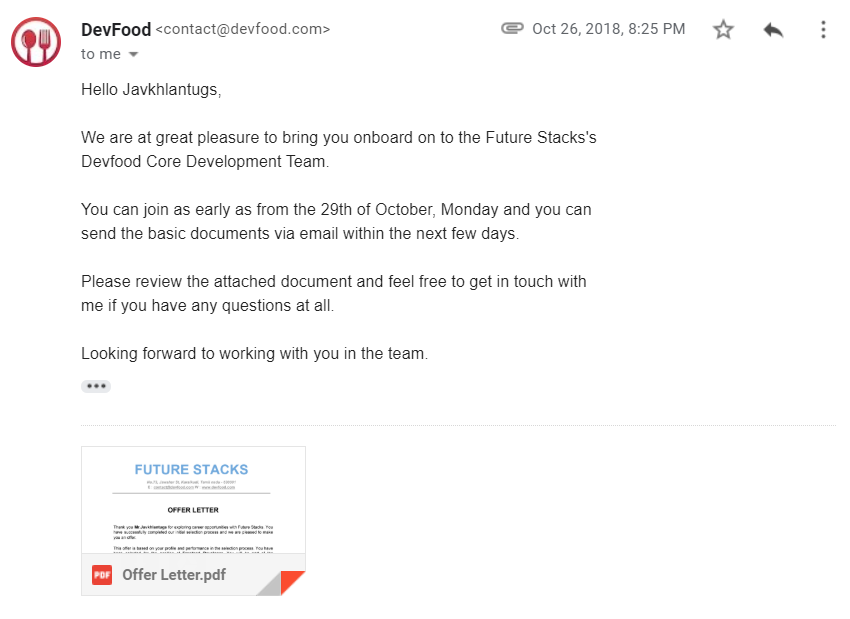 DevFood <contact@devfood.com>
Oct 26, 2018, 8:25 PM
to me
Hello Javkhlantugs,
We are at great pleasure to bring you onboard on to the Future Stacks's
Devfood Core Development Team.
You can join as early as from the 29th of October, Monday and you can
send the basic documents via email within the next few days.
Please review the attached document and feel free to get in touch with
me if you have any questions at all.
Looking forward to working with you in the team.
FUTURE STACKS
OFFER LETTER
Thank you Mr.Javkhlantugs for exploring career opportunities with Future Stacks. You
have successfully completed our initial selection process and we are pleased to make
you an offer.
This offer is based on your profile and performance in the selection process. You have
PDF
Offer Letter.pdf